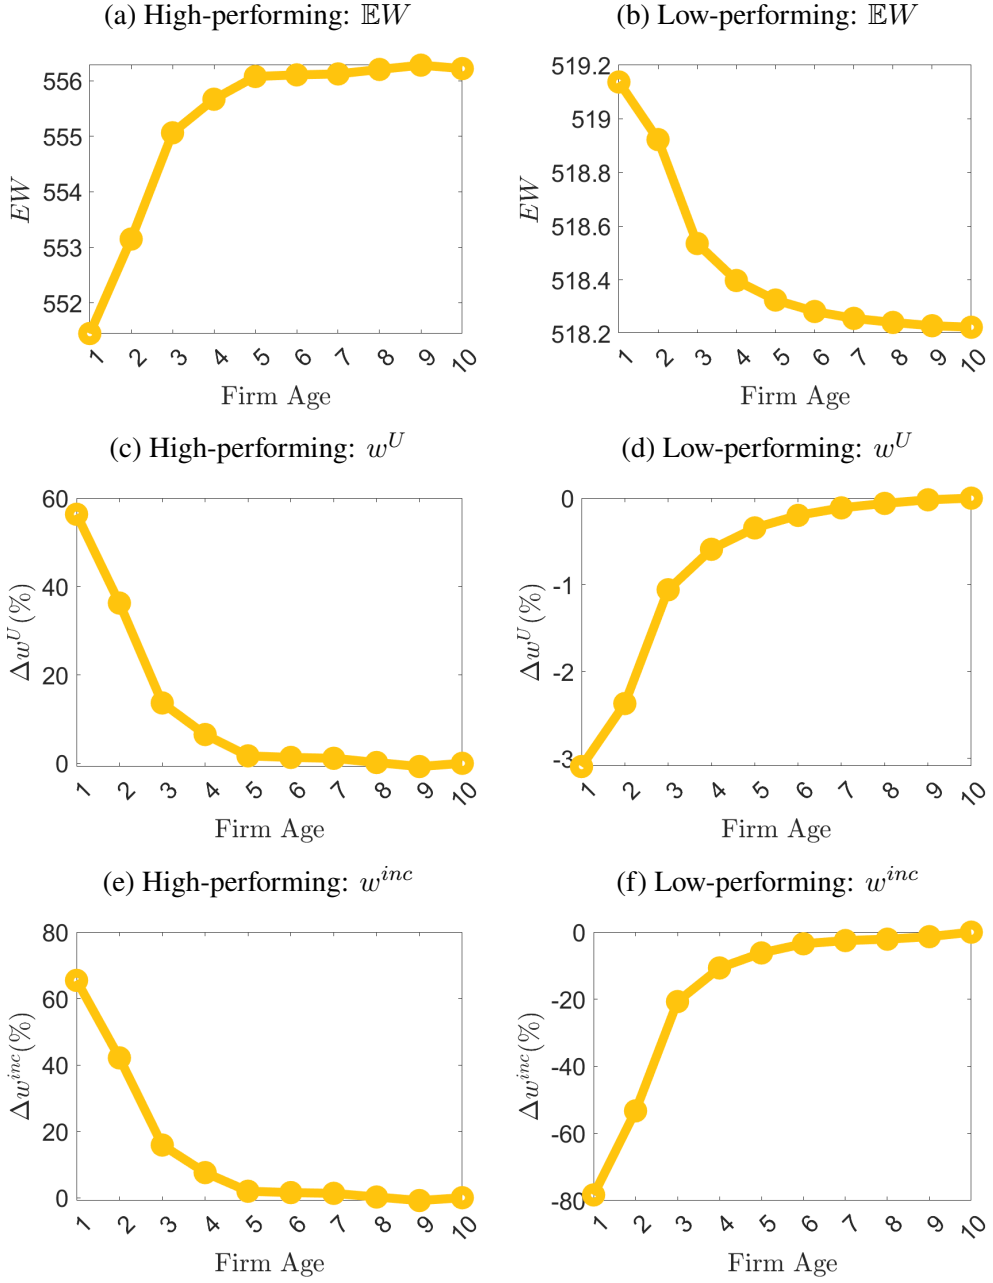 (a) High-performing: 𝔼W
556
555
554
553
552
EW
1 2 3 4 5 6 7 8 9 10
Firm Age
(b) Low-performing: 𝔼W
519.2
519
518.8
518.6
518.4
518.2
EW
1 2 3 4 5 6 7 8 9 10
Firm Age
(c) High-performing: w^U
60
40
20
0
Δw^U(%)
1 2 3 4 5 6 7 8 9 10
Firm Age
(d) Low-performing: w^U
0
-1
-2
-3
Δw^U(%)
1 2 3 4 5 6 7 8 9 10
Firm Age
(e) High-performing: w^{inc}
80
60
40
20
0
Δw^{inc}(%)
1 2 3 4 5 6 7 8 9 10
Firm Age
(f) Low-performing: w^{inc}
0
-20
-40
-60
-80
Δw^{inc}(%)
1 2 3 4 5 6 7 8 9 10
Firm Age